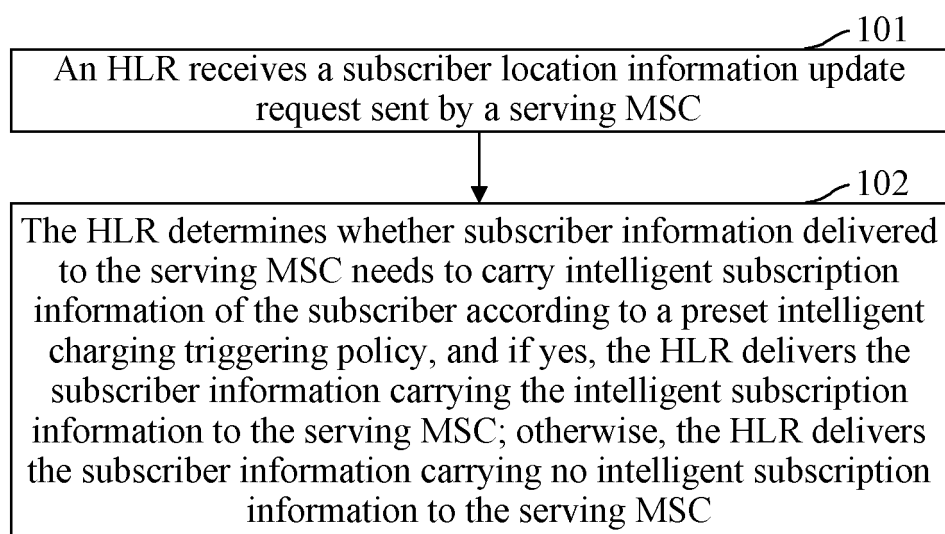 101
An HLR receives a subscriber location information update
request sent by a serving MSC
102
The HLR determines whether subscriber information delivered
to the serving MSC needs to carry intelligent subscription
information of the subscriber according to a preset intelligent
charging triggering policy, and if yes, the HLR delivers the
subscriber information carrying the intelligent subscription
information to the serving MSC; otherwise, the HLR delivers
the subscriber information carrying no intelligent subscription
information to the serving MSC